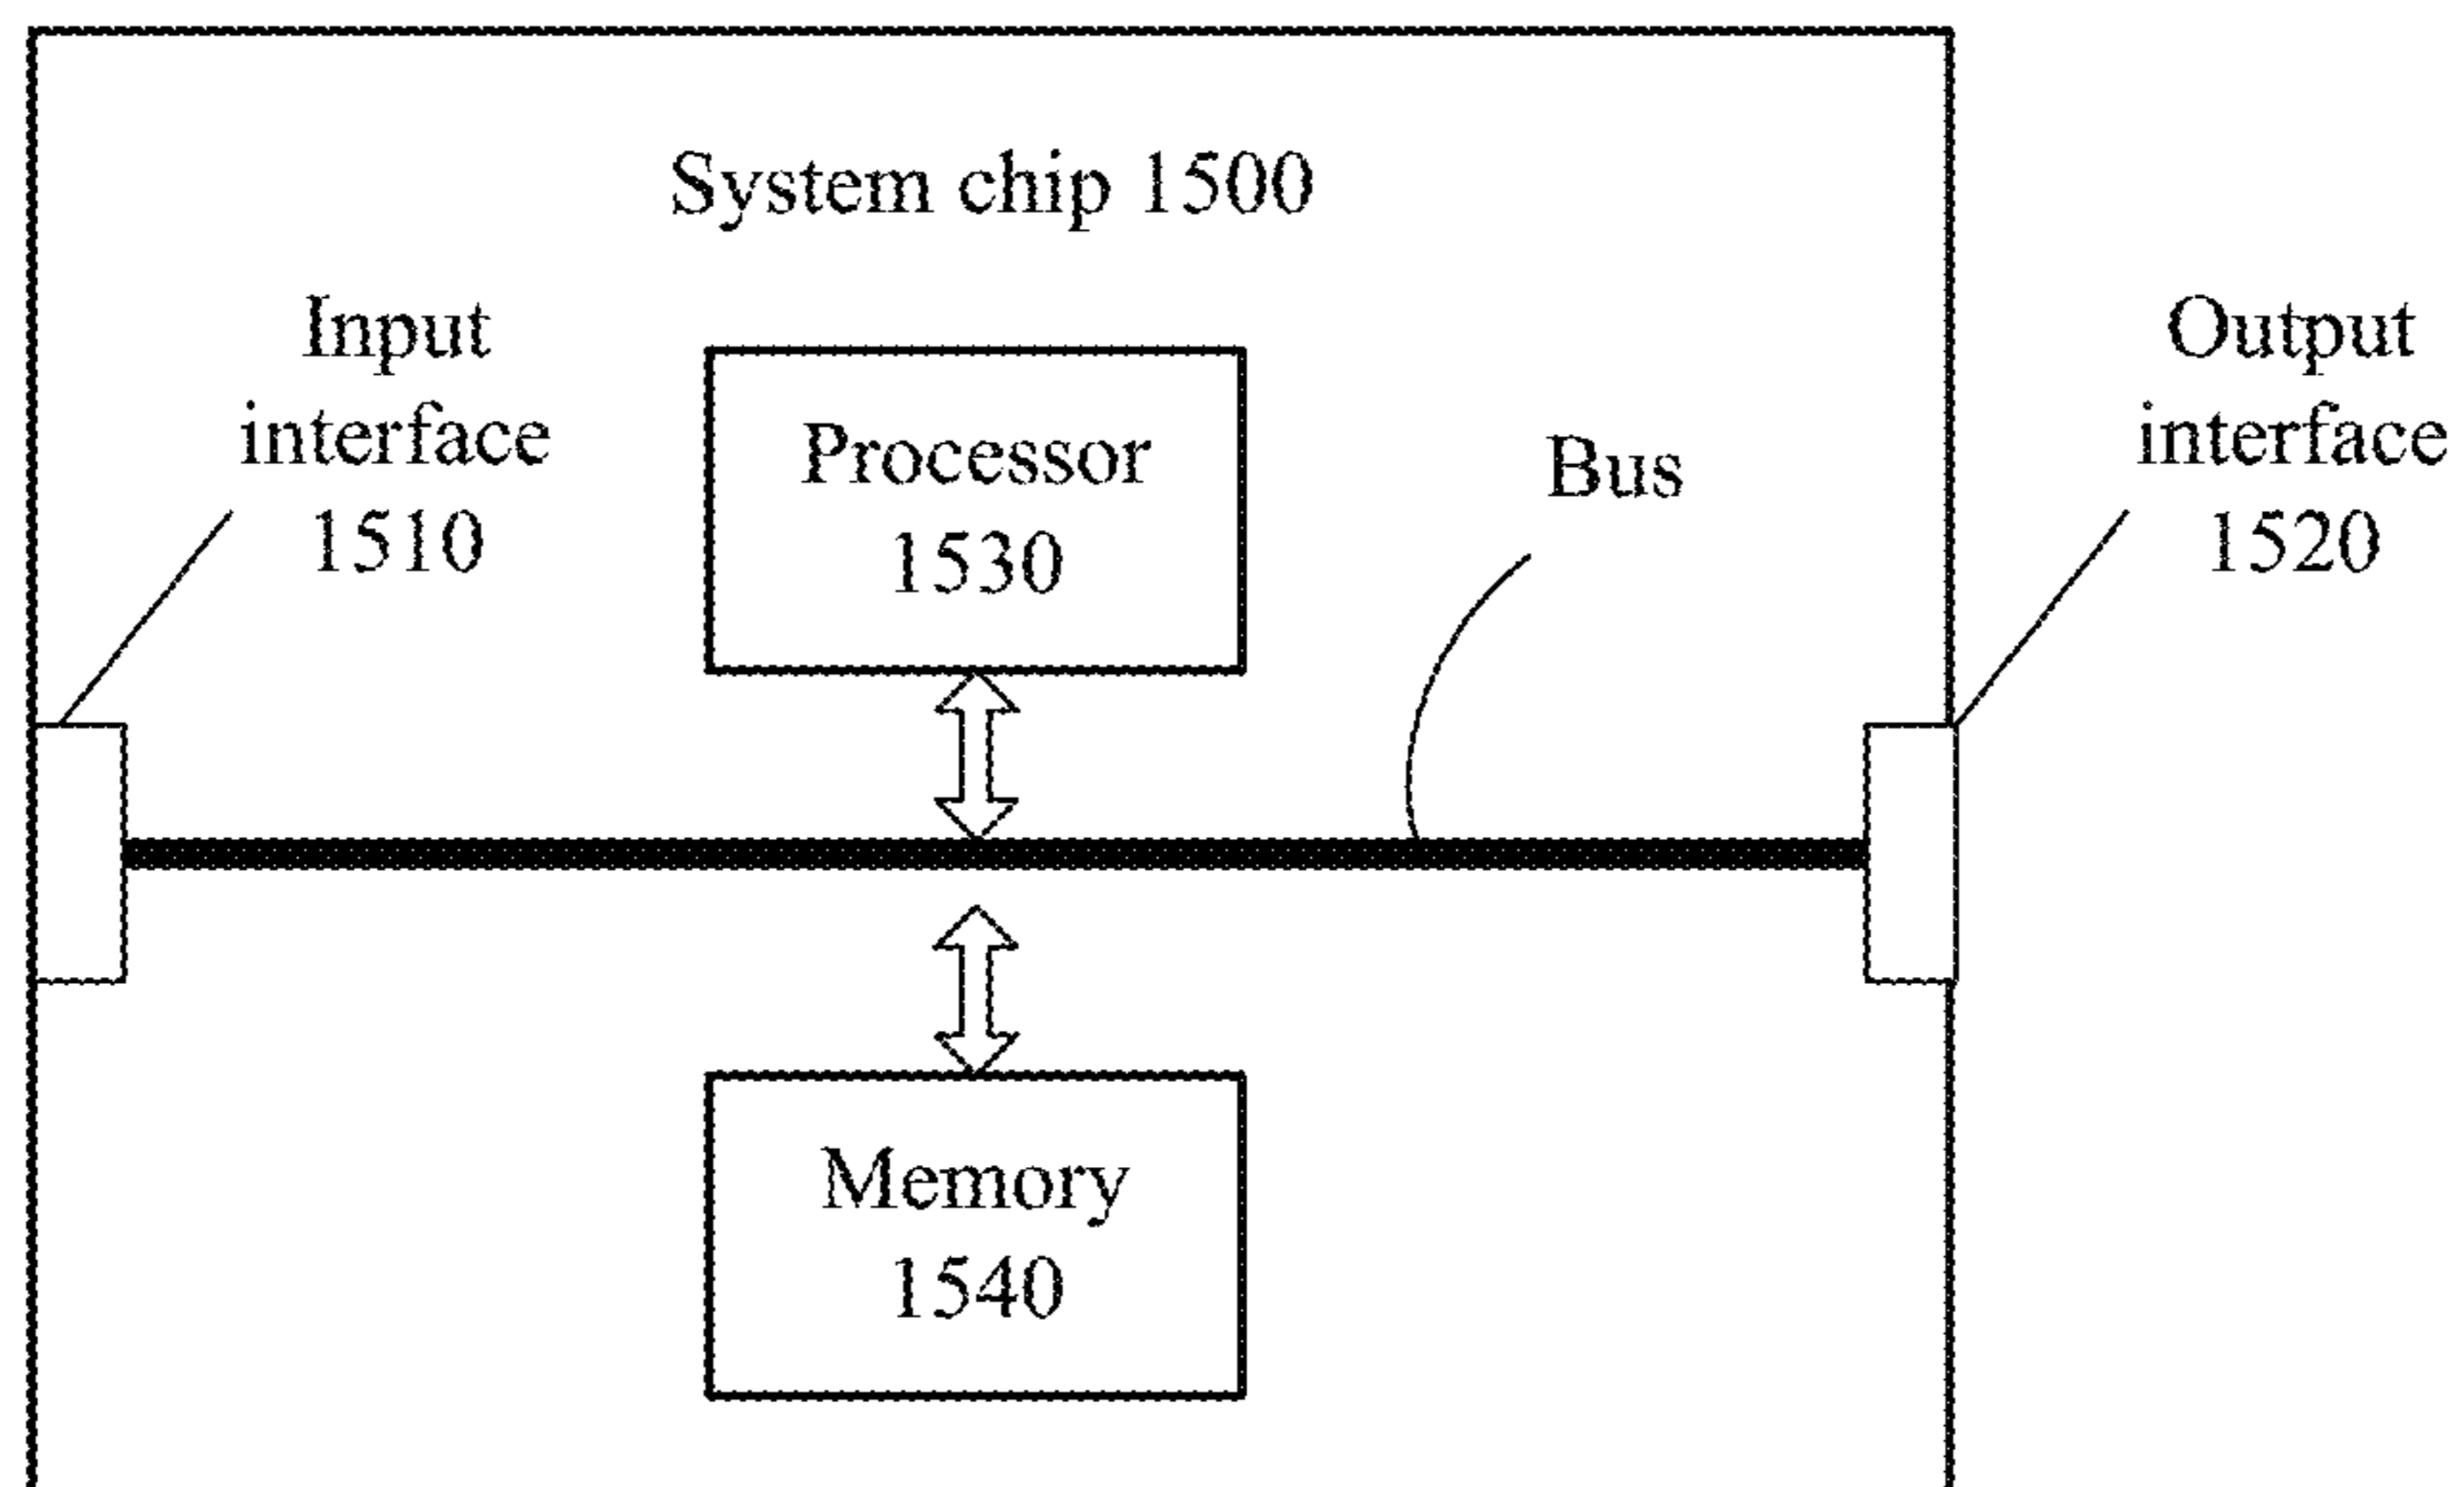 System chip 1500
Input
interface
1510
Processor
1530
Bus
Output
interface
1520
Memory
1540